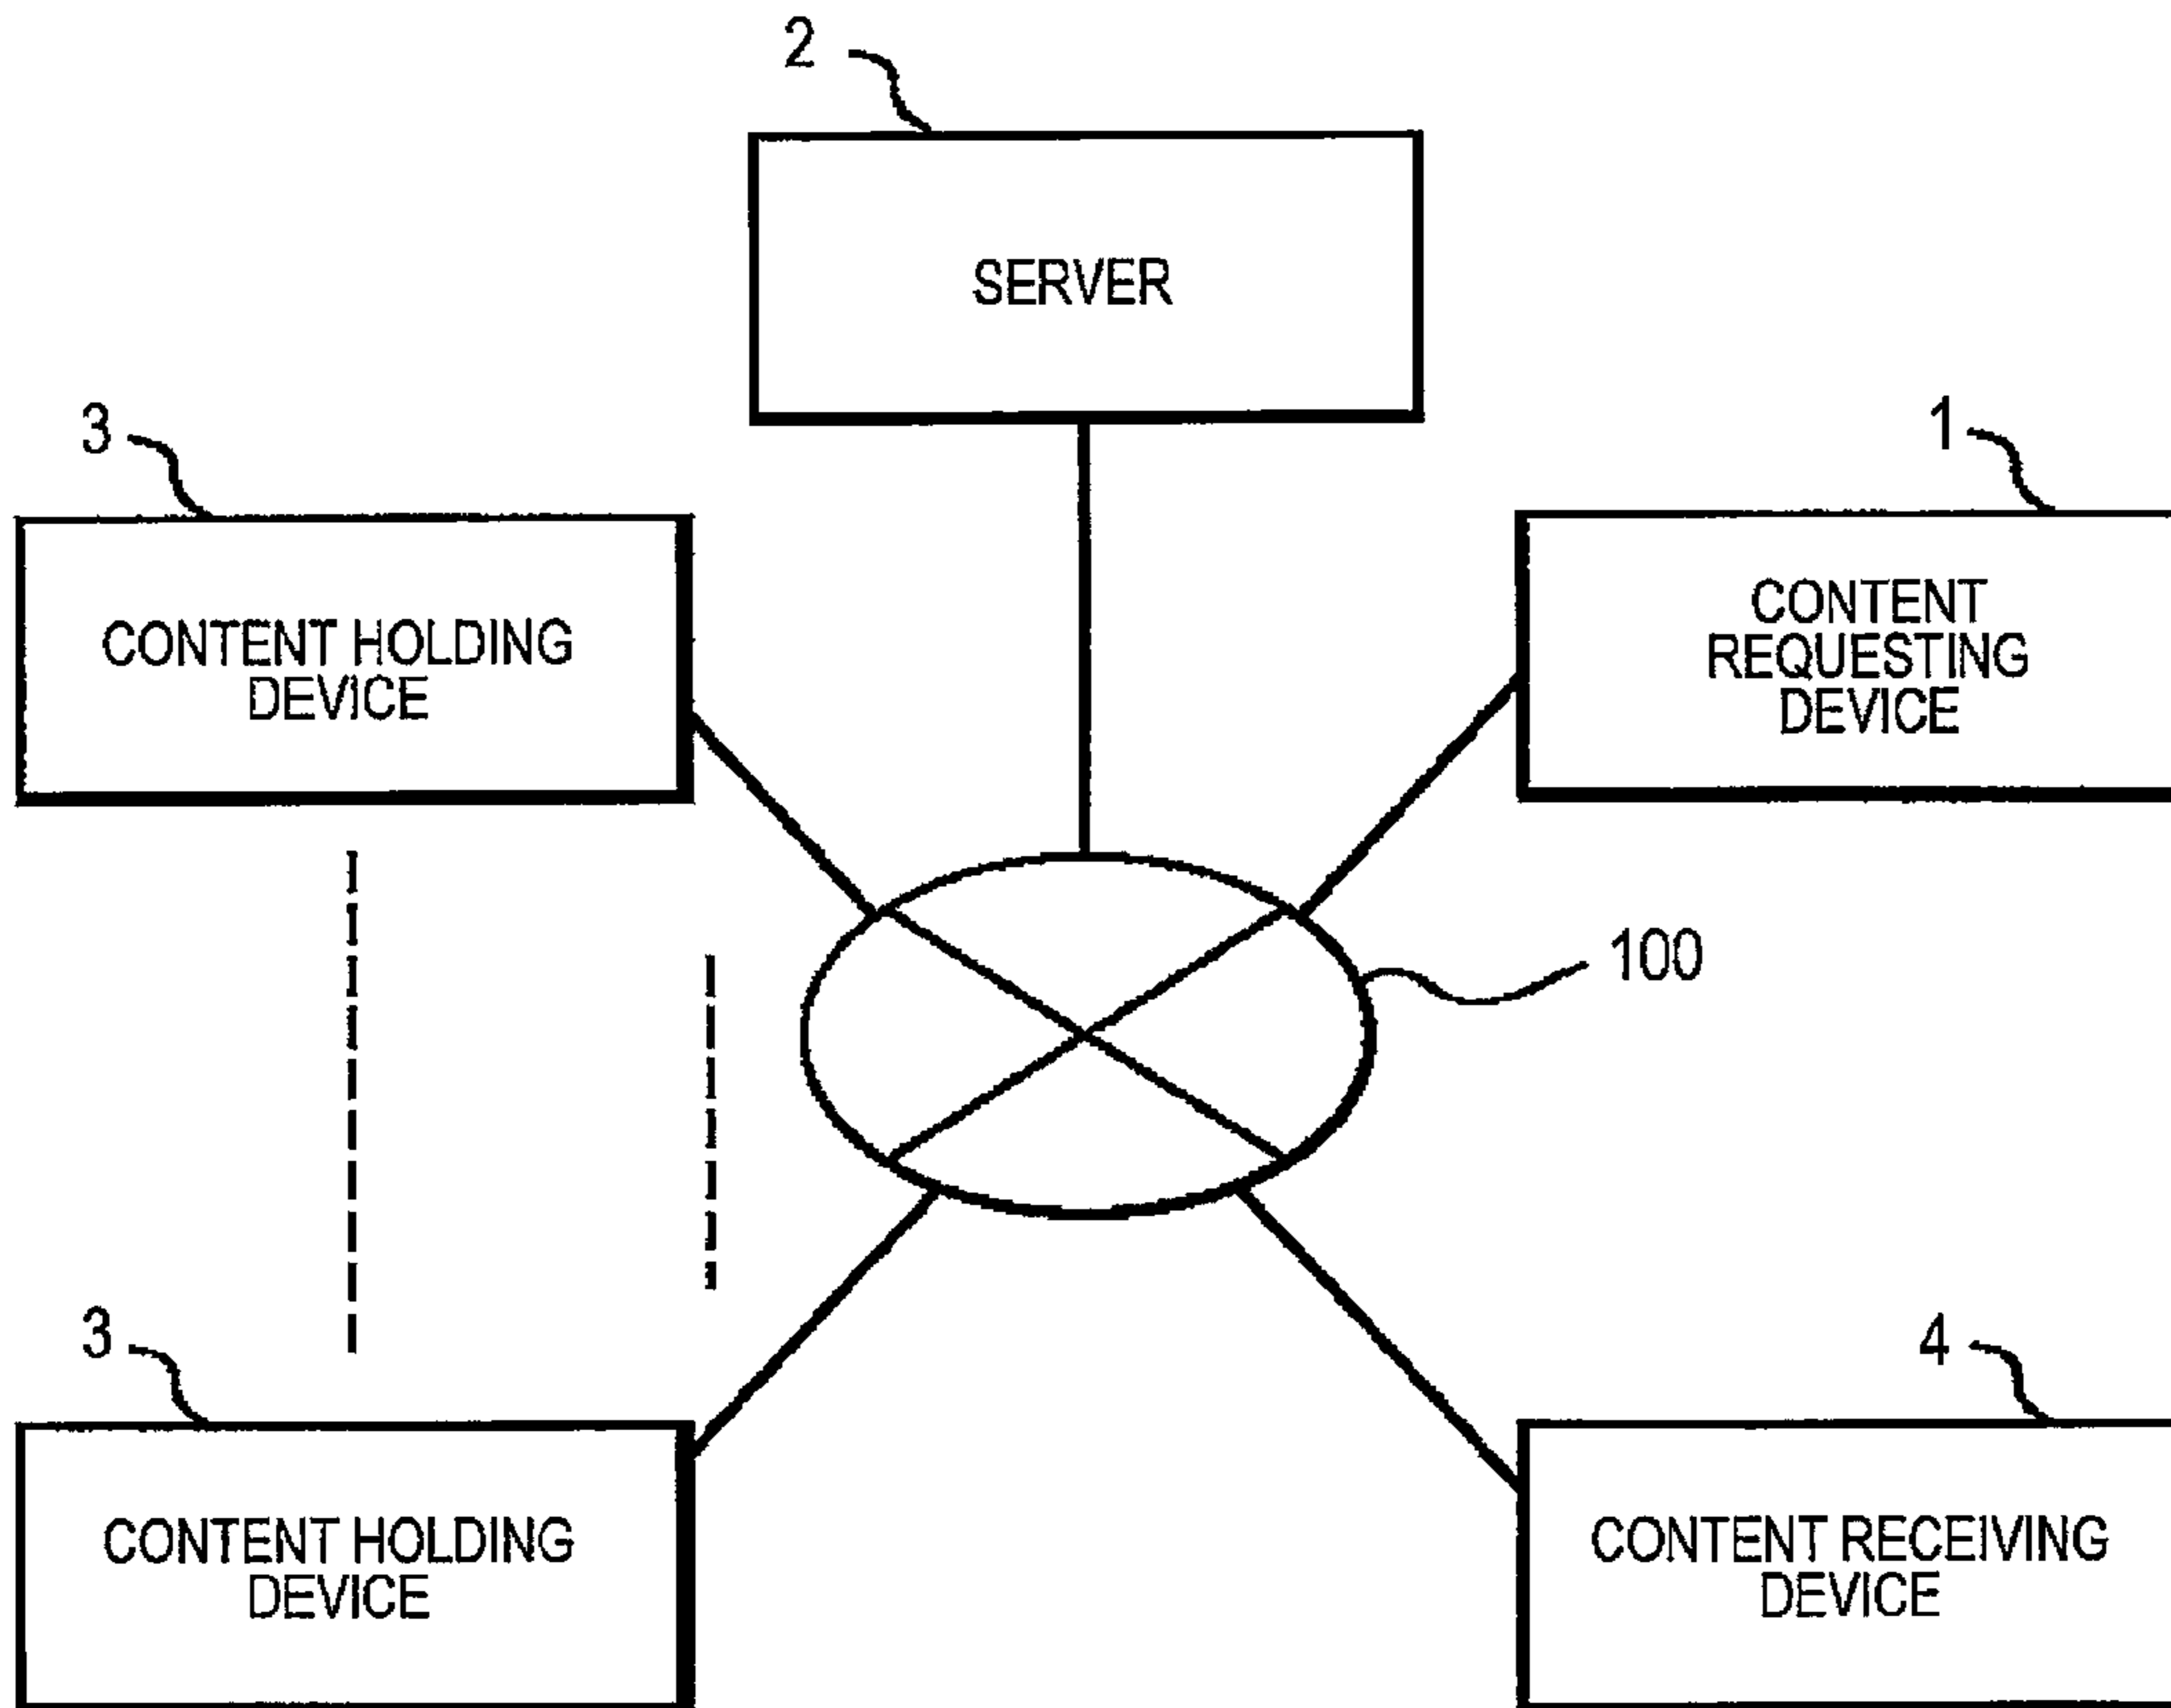 2
SERVER
3
1
CONTENT HOLDING
DEVICE
CONTENT
REQUESTING
DEVICE
100
3
4
CONTENT HOLDING
DEVICE
CONTENT RECEIVING
DEVICE